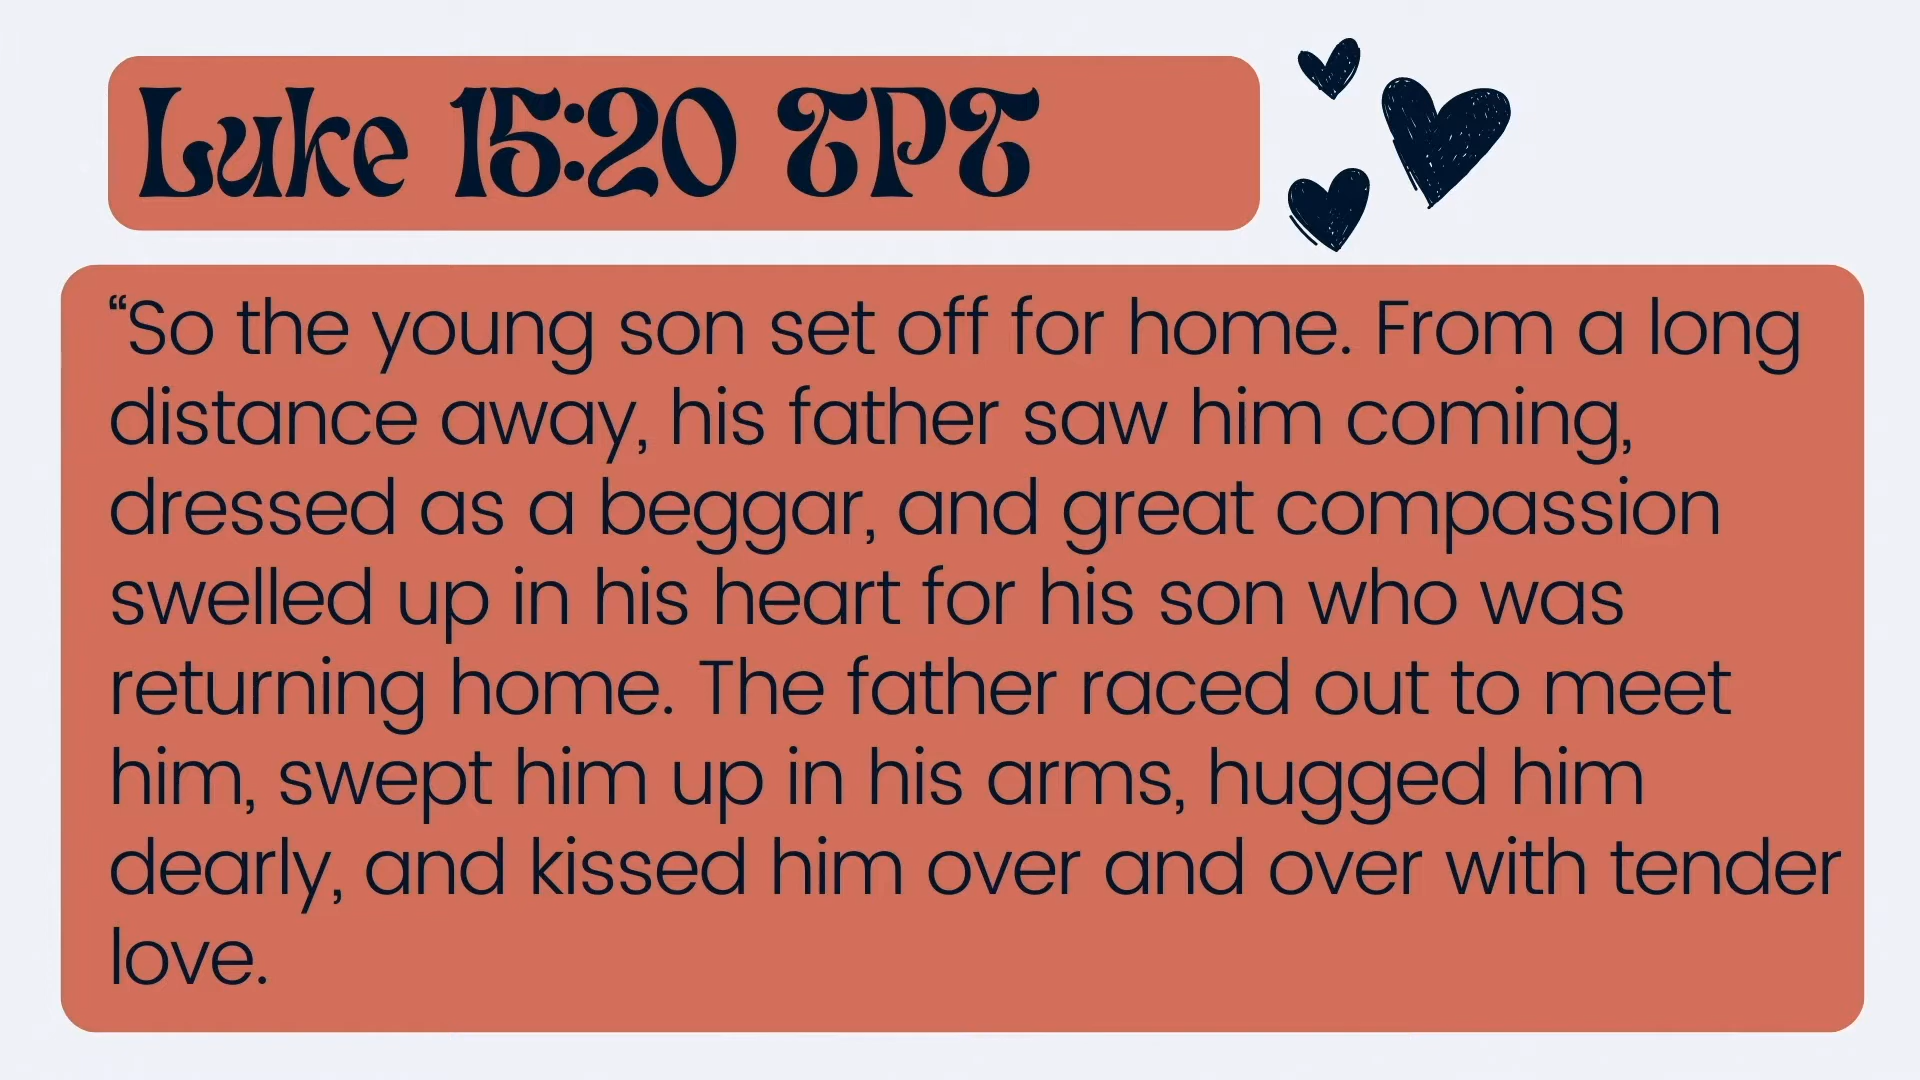 Luke 15:20 TPT
“So the young son set off for home. From a long
distance away, his father saw him coming,
dressed as a beggar, and great compassion
swelled up in his heart for his son who was
returning home. The father raced out to meet
him, swept him up in his arms, hugged him
dearly, and kissed him over and over with tender
love.